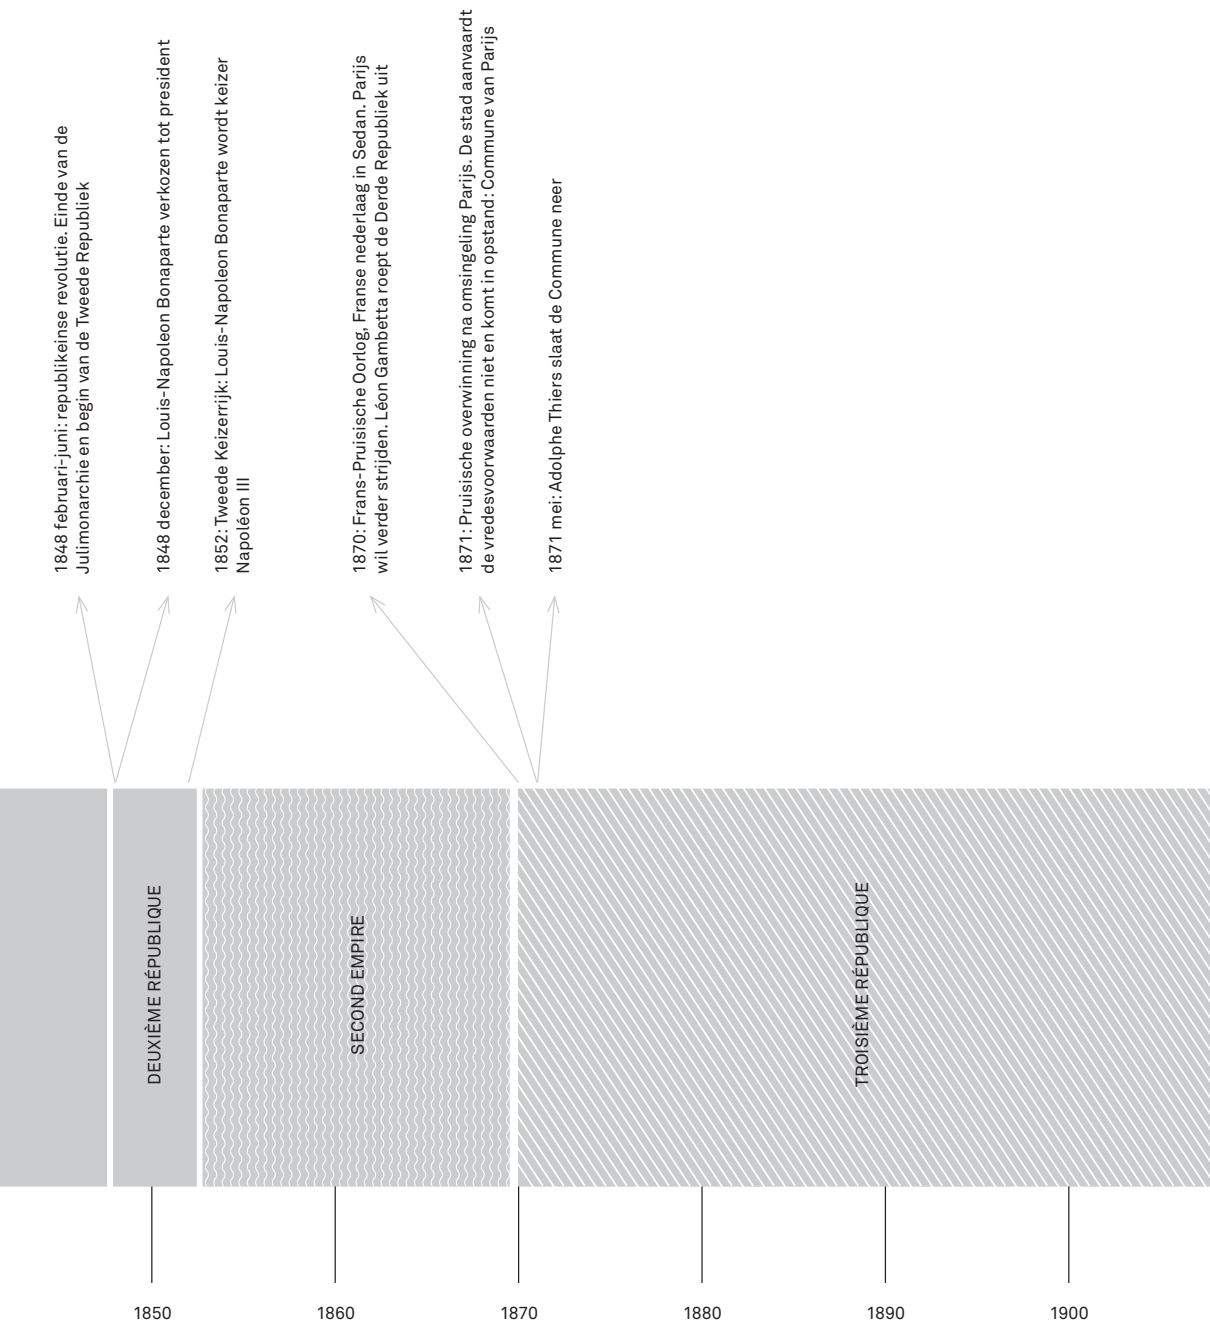 1848 februari-juni: republikeinse revolutie. Einde van de
Julimonarchie en begin van de Tweede Republiek
1848 december: Louis-Napoleon Bonaparte verkozen tot president
1852: Tweede Keizerrijk: Louis-Napoleon Bonaparte wordt keizer
Napoléon III
1870: Frans-Pruisische Oorlog, Franse nederlaag in Sedan. Parijs
wil verder strijden. Léon Gambetta roept de Derde Republiek uit
1871: Pruisische overwinning na omsingeling Parijs. De stad aanvaardt
de vredesvoorwaarden niet en komt in opstand: Commune van Parijs
1871 mei: Adolphe Thiers slaat de Commune neer
DEUXIÈME RÉPUBLIQUE
SECOND EMPIRE
TROISIÈME RÉPUBLIQUE
1850
1860
1870
1880
1890
1900